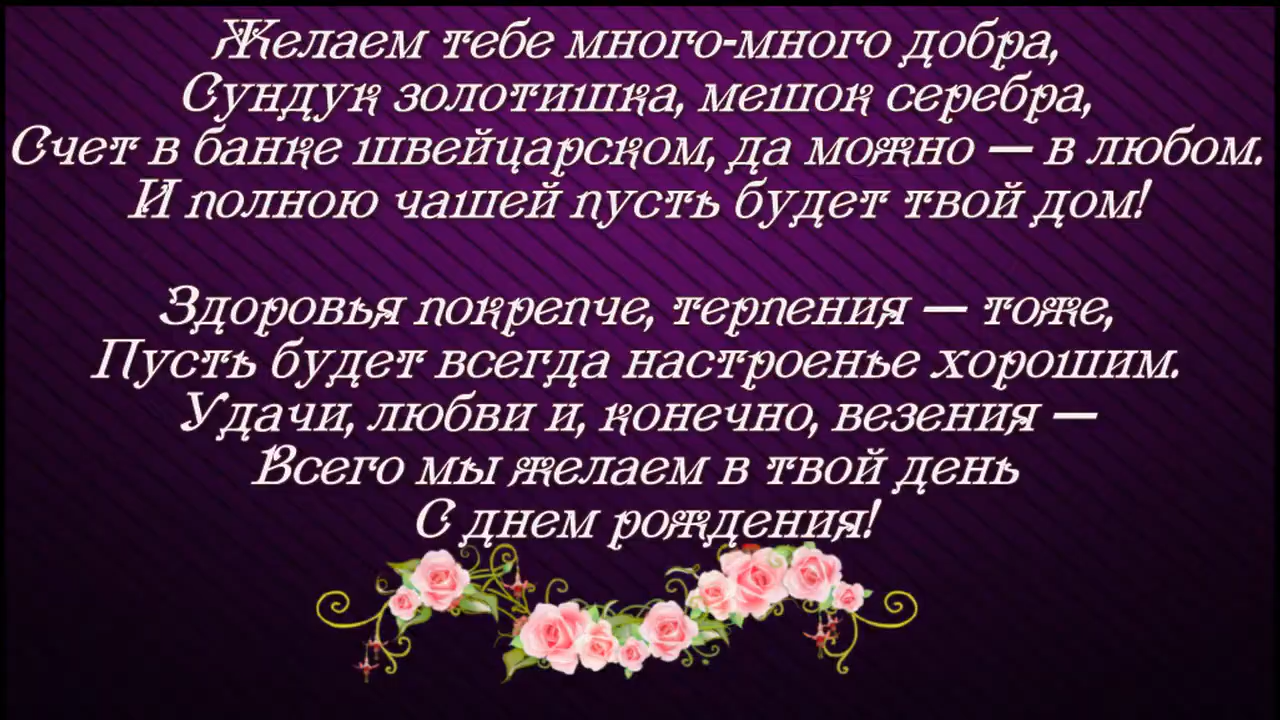 Желаем тебе много-много добра,
Сундук золотишка, мешок серебра,
Счет в банке швейцарском, да можно — в любом.
И полною чашей пусть будет твой дом!
Здоровья покрепче, терпения — тоже,
Пусть будет всегда настроенье хорошим.
Удачи, любви и, конечно, везения —
Всего мы желаем в твой день
С днем рождения!